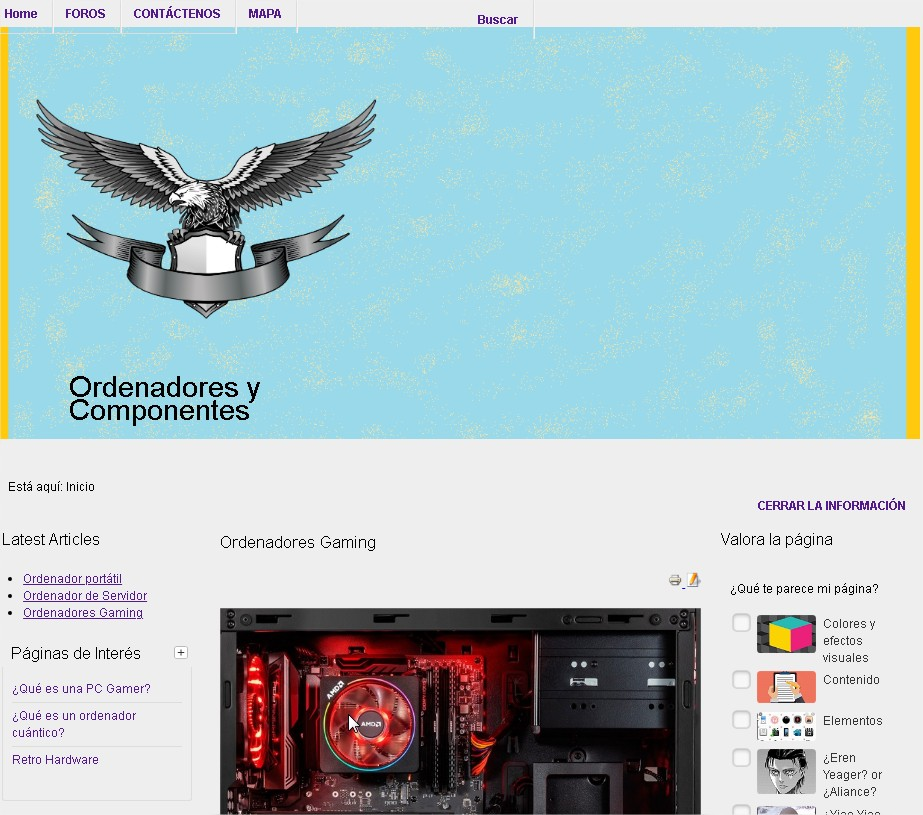 Home
FOROS
CONTÁCTENOS
MAPA
Buscar
Ordenadores y
Componentes
Está aquí: Inicio
CERRAR LA INFORMACIÓN
Latest Articles
Ordenador portátil
Ordenador de Servidor
Ordenadores Gaming
Páginas de Interés
+
¿Qué es una PC Gamer?
¿Qué es un ordenador
cuántico?
Retro Hardware
Ordenadores Gaming
AMD
AMD
Valora la página
¿Qué te parece mi página?
Colores y
efectos
visuales
Contenido
Elementos
¿Eren
Yeager? or
¿Aliance?